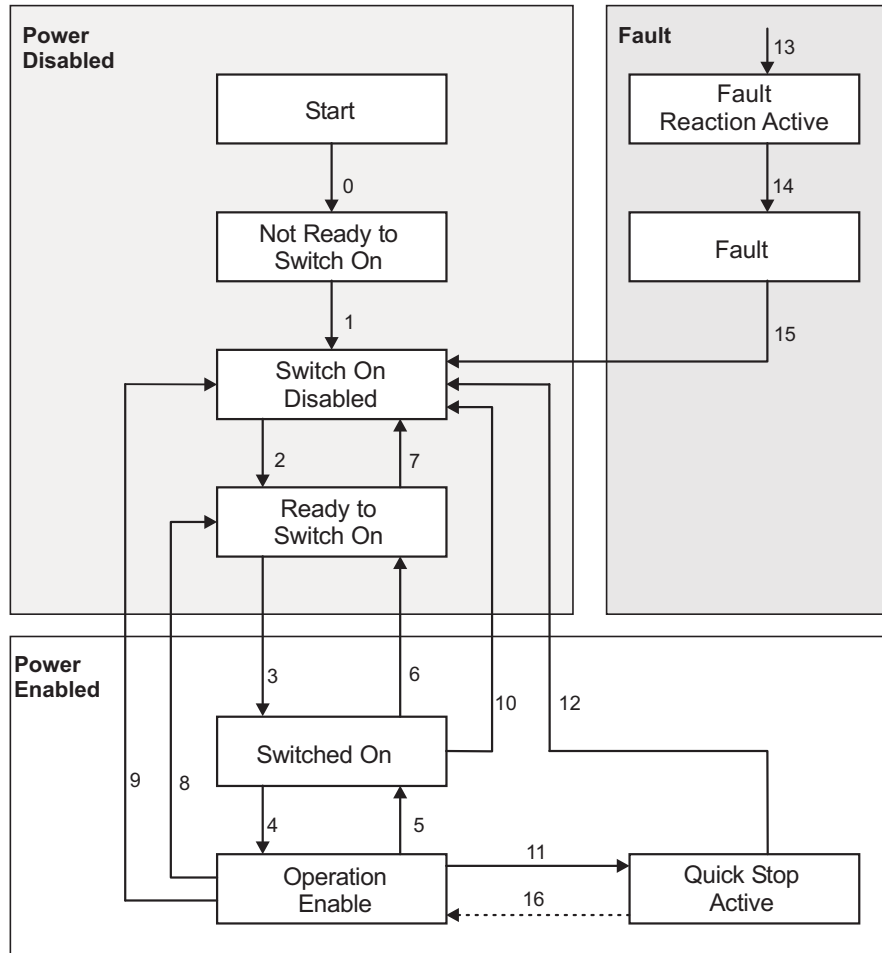 Power
Disabled
Start
0
Not Ready to
Switch On
1
Switch On
Disabled
2
7
Ready to
Switch On
Fault
13
Fault
Reaction Active
14
Fault
15
Power
Enabled
3
6
10
12
Switched On
9
8
4
5
11
Operation
Enable
16
Quick Stop
Active